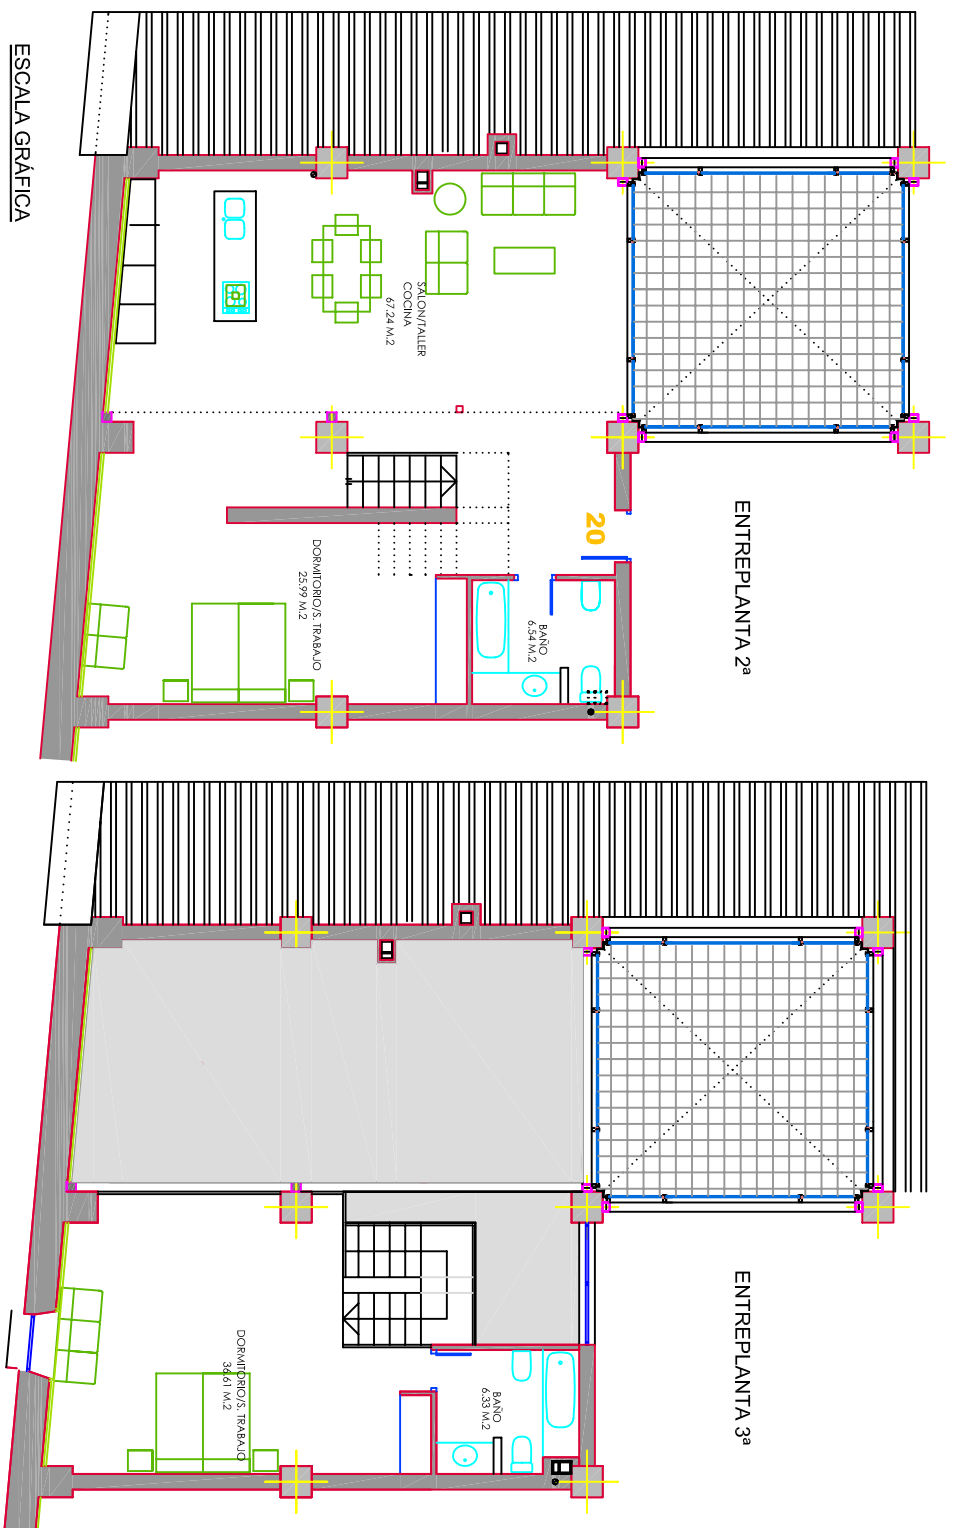 ESCALA GRÁFICA
ENTREPLANTA 2ª
SALON/TALLER
COCINA
67.24 M.2
20
DORMITORIO/S. TRABAJO
25.99 M.2
BAÑO
6.54 M.2
ENTREPLANTA 3ª
DORMITORIO/S. TRABAJO
36.61 M.2
BAÑO
6.33 M.2